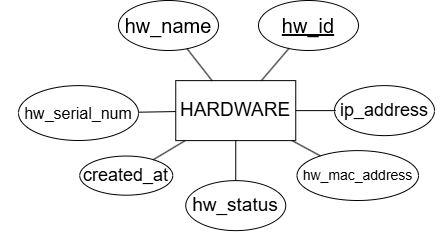 hw_name
hw_id
hw_serial_num
HARDWARE
ip_address
created_at
hw_status
hw_mac_address